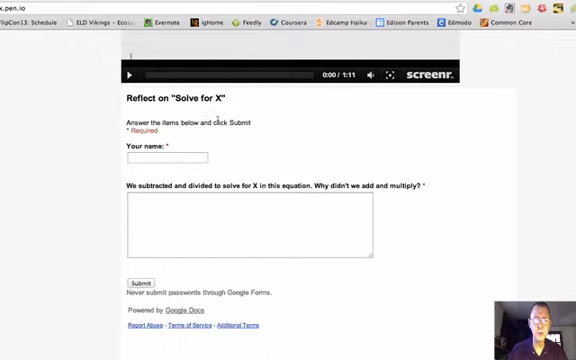 x.pen.io
FlipCon13: Schedule ELD Vikings – Ecos Evernote igHome Feedly Coursera Edcamp Haiku Edison Parents Edmodo Common Core
0:00 / 1:11 screenr
Reflect on "Solve for X"
Answer the items below and click Submit
* Required
Your name: *
We subtracted and divided to solve for X in this equation. Why didn't we add and multiply? *
Submit
Never submit passwords through Google Forms.
Powered by Google Docs
Report Abuse - Terms of Service - Additional Terms